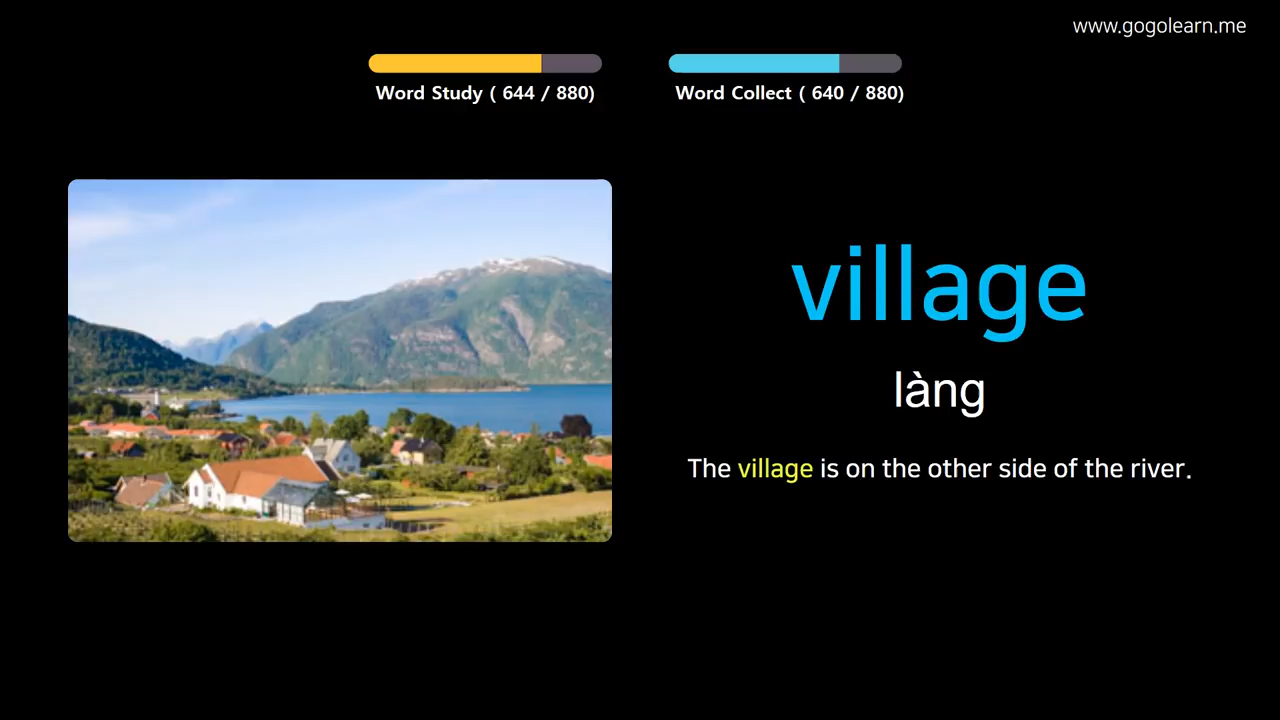 www.gogolearn.me
Word Study ( 644 / 880)
Word Collect ( 640 / 880)
village
làng
The village is on the other side of the river.